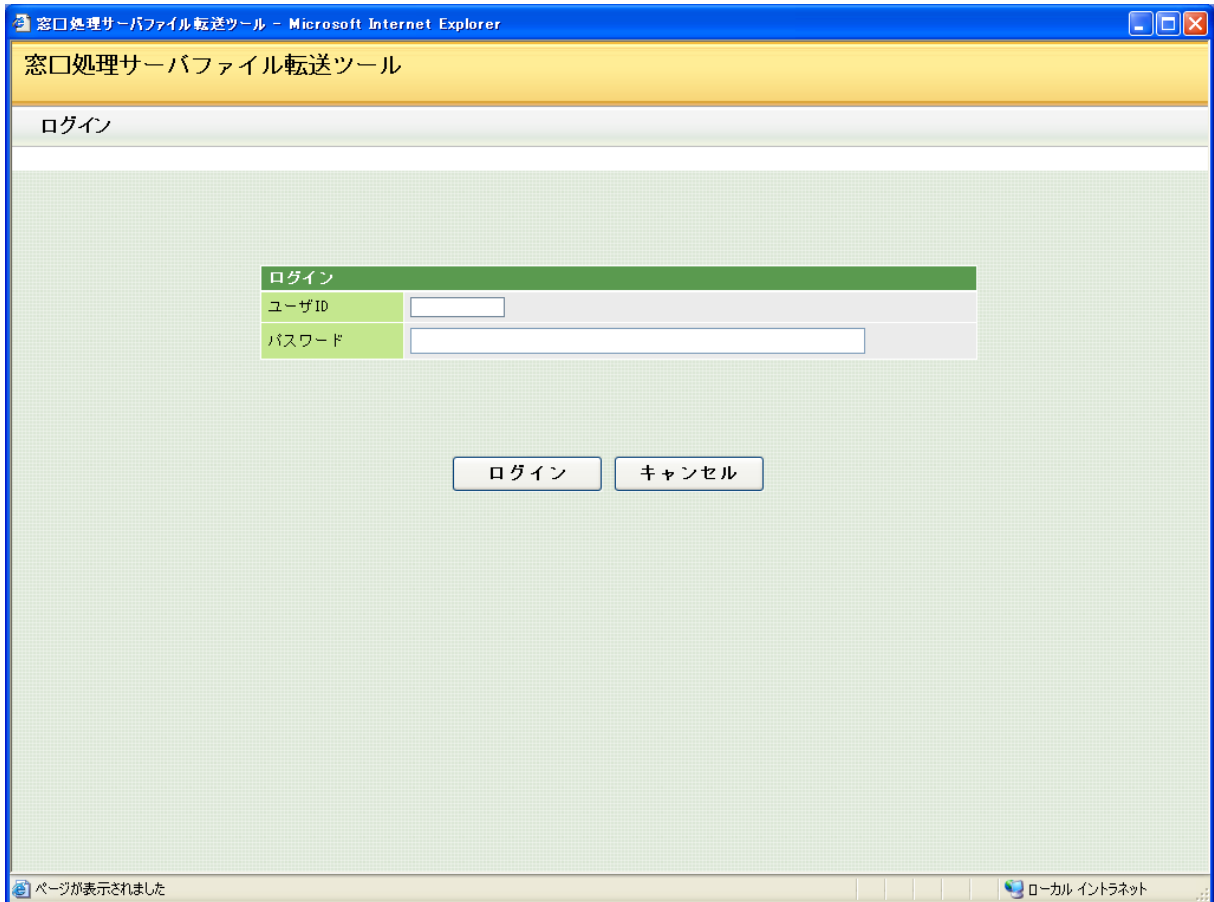 窓口処理サーバファイル転送ツール - Microsoft Internet Explorer
窓口処理サーバファイル転送ツール
ログイン
ログイン
ユーザID
パスワード
ログイン キャンセル
ページが表示されました ローカル イントラネット